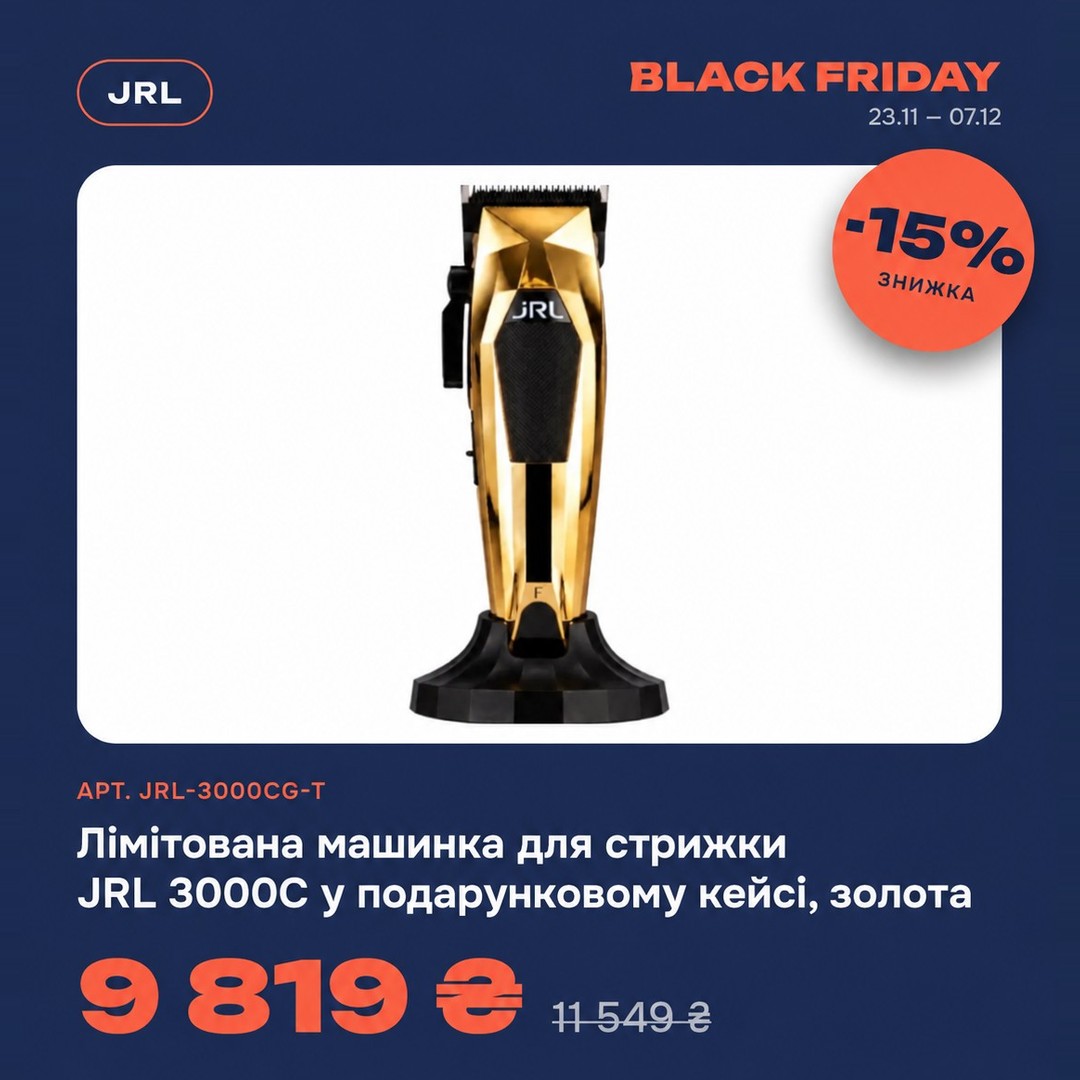 JRL
BLACK FRIDAY
23.11 – 07.12
-15%
ЗНИЖКА
JRL
F
АРТ. JRL-3000CG-T
Лімітована машинка для стрижки
JRL 3000C у подарунковому кейсі, золота
9 819 ₴ 11 549 ₴